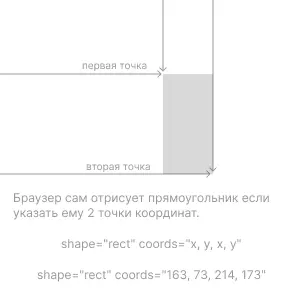 первая точка
вторая точка
Браузер сам отрисует прямоугольник если
указать ему 2 точки координат.
shape="rect" coords="x, y, x, y"
shape="rect" coords="163, 73, 214, 173"